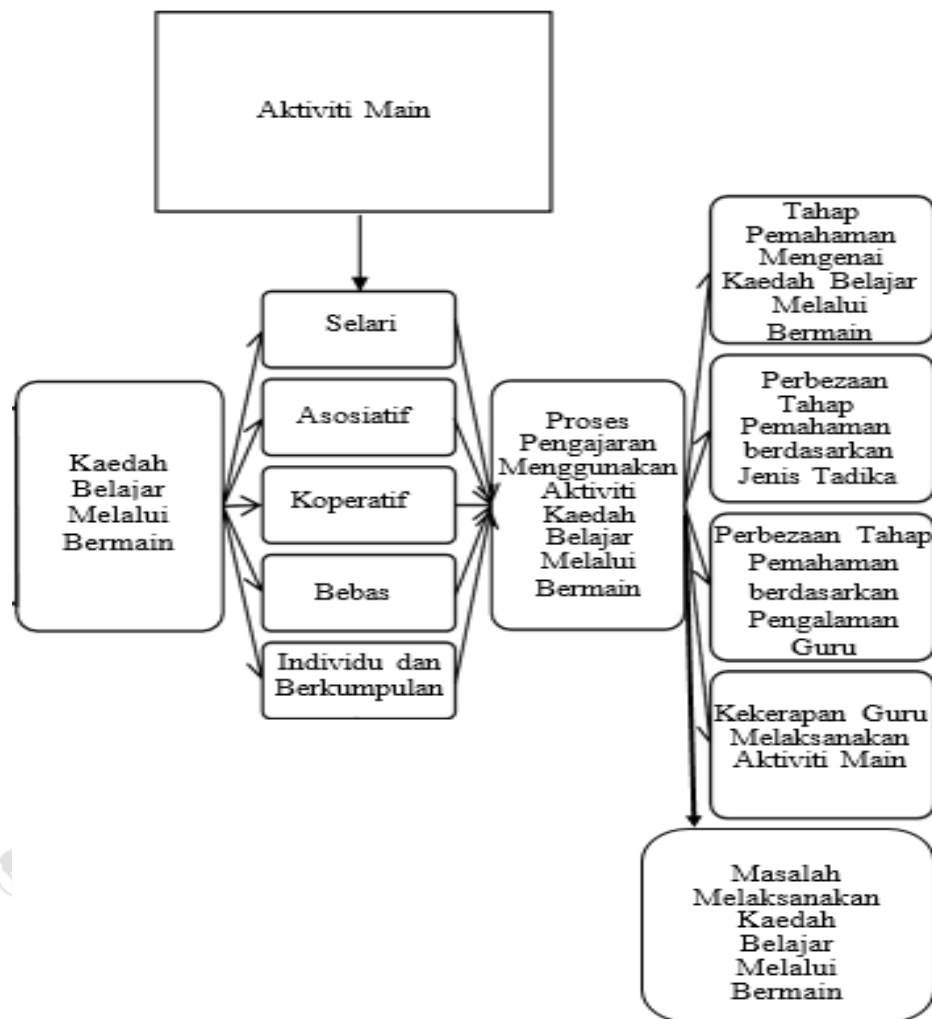 Aktiviti Main
Selari
Asosiatif
Koperatif
Bebas
Individu dan
Berkumpulan
Kaedah
Belajar
Melalui
Bermain
Proses
Pengajaran
Menggunakan
Aktiviti
Kaedah
Belajar
Melalui
Bermain
Tahap
Pemahaman
Mengenai
Kaedah Belajar
Melalui
Bermain
Perbezaan
Tahap
Pemahaman
berdasarkan
Jenis Tadika
Perbezaan Tahap
Pemahaman
berdasarkan
Pengalaman
Guru
Kekerapan Guru
Melaksanakan
Aktiviti Main
Masalah
Melaksanakan
Kaedah
Belajar
Melalui
Bermain